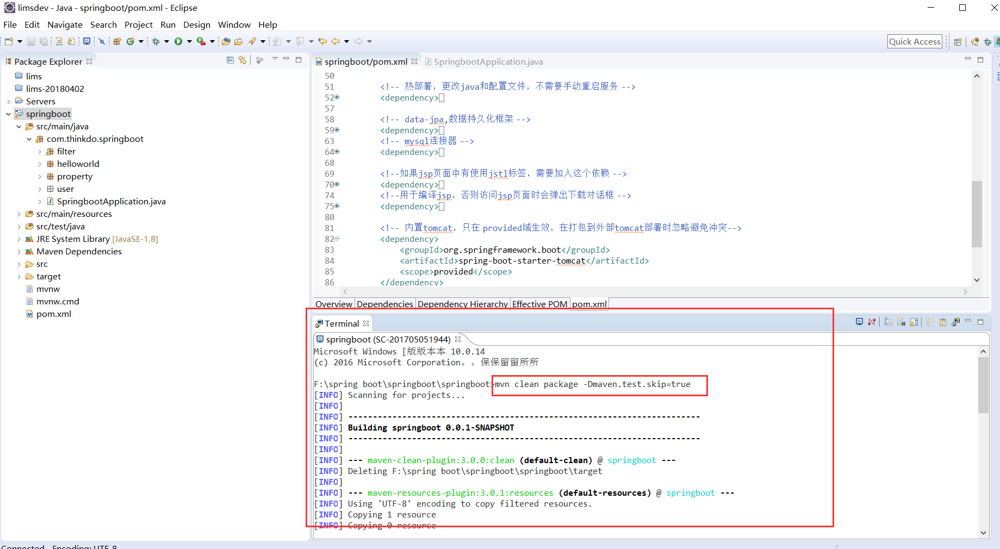 limsdev - Java - springboot/pom.xml - Eclipse
File Edit Navigate Search Project Run Design Window Help
Quick Access
Package Explorer
lims
lims-20180402
Servers
springboot
src/main/java
com.thinkdo.springboot
filter
helloworld
property
user
SpringbootApplication.java
src/main/resources
src/test/java
JRE System Library [JavaSE-1.8]
Maven Dependencies
src
target
mvnw
mvnw.cmd
pom.xml
springboot/pom.xml SpringbootApplication.java
50
51 <!-- 热部署，更改java和配置文件，不需要手动重启服务 -->
52 <dependency>
57
58 <!-- data-jpa,数据持久化框架 -->
59 <dependency>
63 <!-- mysql连接器 -->
64 <dependency>
68
69 <!--如果jsp页面中有使用jstl标签，需要加入这个依赖 -->
70 <dependency>
74 <!--用于编译jsp，否则访问jsp页面时会弹出下载对话框 -->
75 <dependency>
80
81 <!-- 内置tomcat，只在 provided域生效，在打包到外部tomcat部署时忽略避免冲突-->
82 <dependency>
83 <groupId>org.springframework.boot</groupId>
84 <artifactId>spring-boot-starter-tomcat</artifactId>
85 <scope>provided</scope>
86 </dependency>
Overview Dependencies Dependency Hierarchy Effective POM pom.xml
Terminal
springboot (SC-201705051944)
Microsoft Windows [版版本本 10.0.14
(c) 2016 Microsoft Corporation。。保保留留所所
F:\spring boot\springboot\springboot>mvn clean package -Dmaven.test.skip=true
[INFO] Scanning for projects...
[INFO]
[INFO] ------------------------------------------------------------------------
[INFO] Building springboot 0.0.1-SNAPSHOT
[INFO] ------------------------------------------------------------------------
[INFO]
[INFO] --- maven-clean-plugin:3.0.0:clean (default-clean) @ springboot ---
[INFO] Deleting F:\spring boot\springboot\springboot\target
[INFO]
[INFO] --- maven-resources-plugin:3.0.1:resources (default-resources) @ springboot ---
[INFO] Using 'UTF-8' encoding to copy filtered resources.
[INFO] Copying 1 resource
[INFO] Copying 0 resource
Connected - Encoding: UTF-8